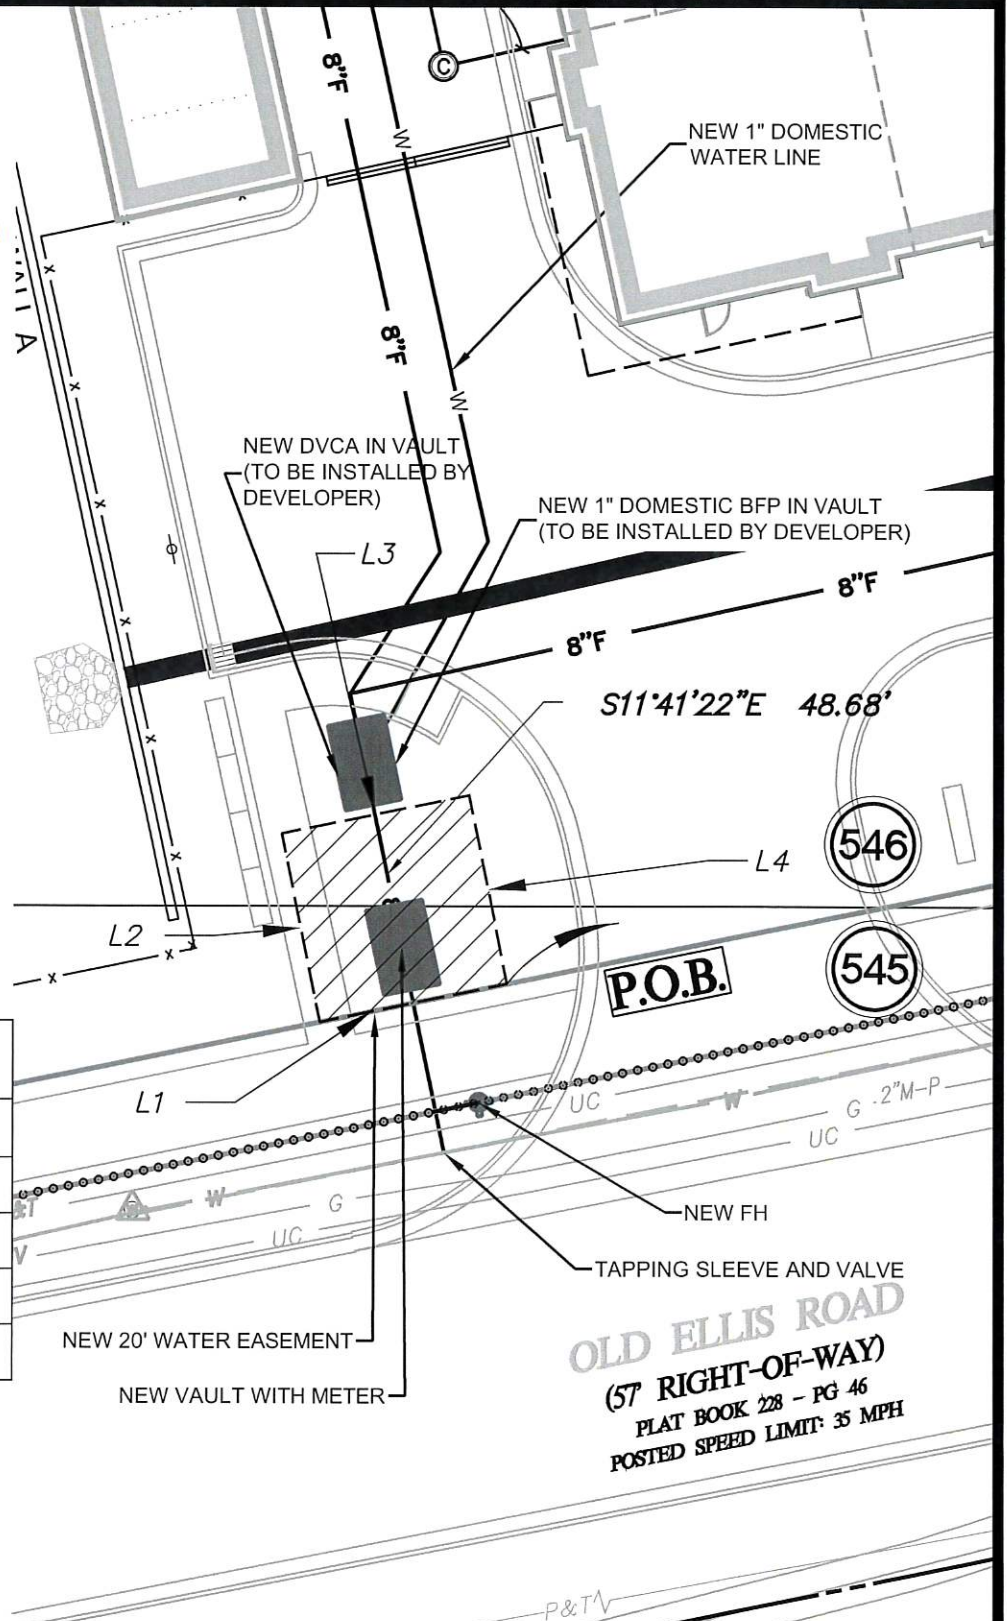 8"F
C
W
NEW 1" DOMESTIC
WATER LINE
8"F
W
A
NEW DVCA IN VAULT
(TO BE INSTALLED BY
DEVELOPER)
NEW 1" DOMESTIC BFP IN VAULT
(TO BE INSTALLED BY DEVELOPER)
L3
8"F
8"F
S11°41'22"E 48.68'
546
L4
L2
545
P.O.B.
L1
UC
W
G
2"M-P
UC
&T
W
G
V
UC
NEW FH
TAPPING SLEEVE AND VALVE
NEW 20' WATER EASEMENT
NEW VAULT WITH METER
OLD ELLIS ROAD
(57' RIGHT-OF-WAY)
PLAT BOOK 228 - PG 46
POSTED SPEED LIMIT: 35 MPH
P&T